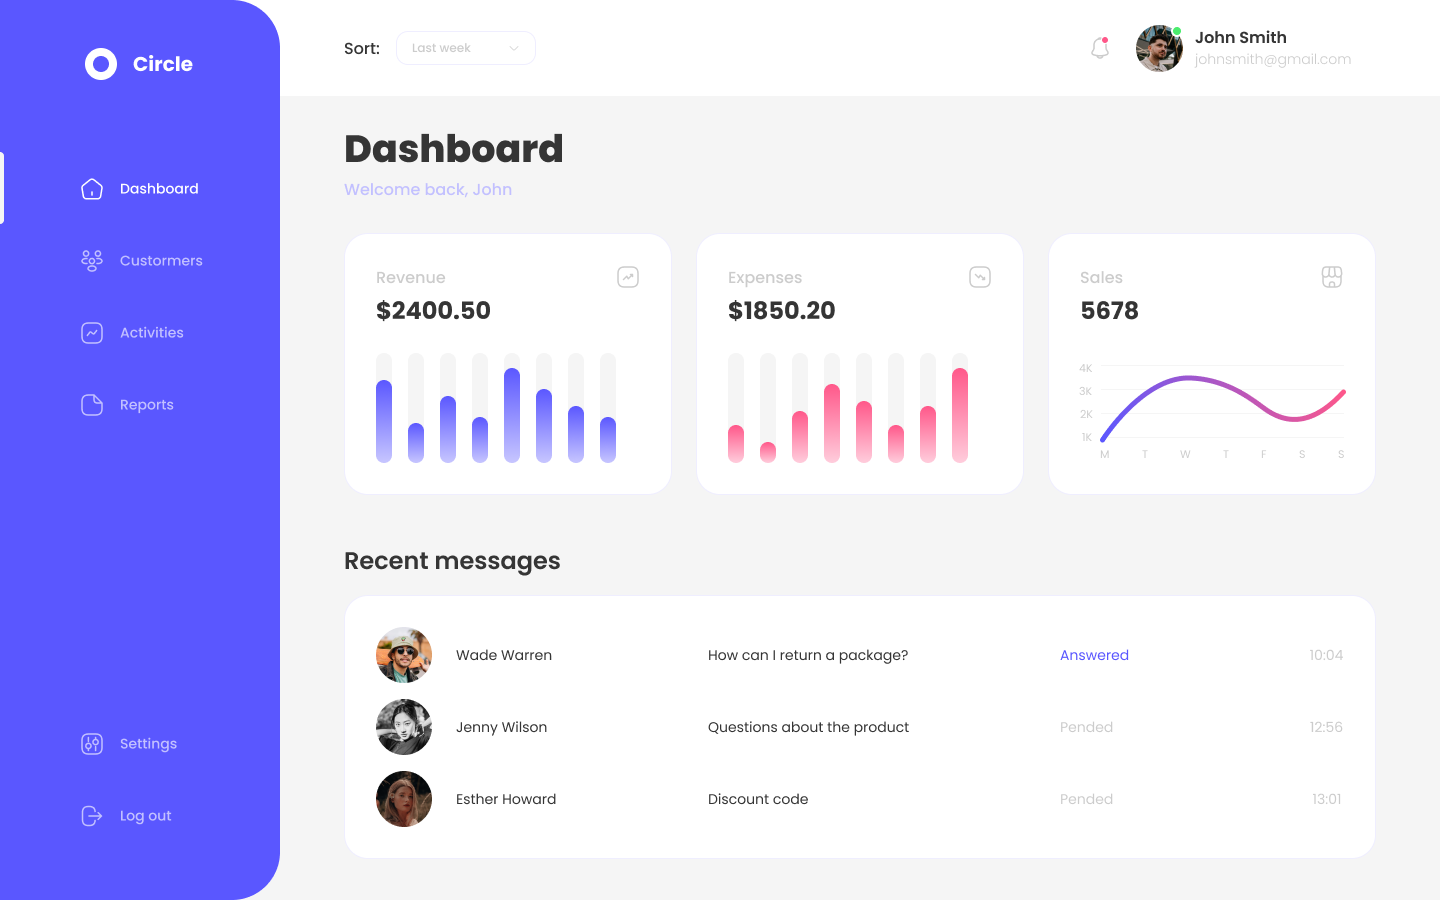 Circle
Dashboard
Custormers
Activities
Reports
Settings
Log out
Sort:
Last week
John Smith
johnsmith@gmail.com
Dashboard
Welcome back, John
Revenue
$2400.50
Expenses
$1850.20
Sales
5678
4K
3K
2K
1K
M T W T F S S
Recent messages
Wade Warren How can I return a package? Answered 10:04
Jenny Wilson Questions about the product Pended 12:56
Esther Howard Discount code Pended 13:01